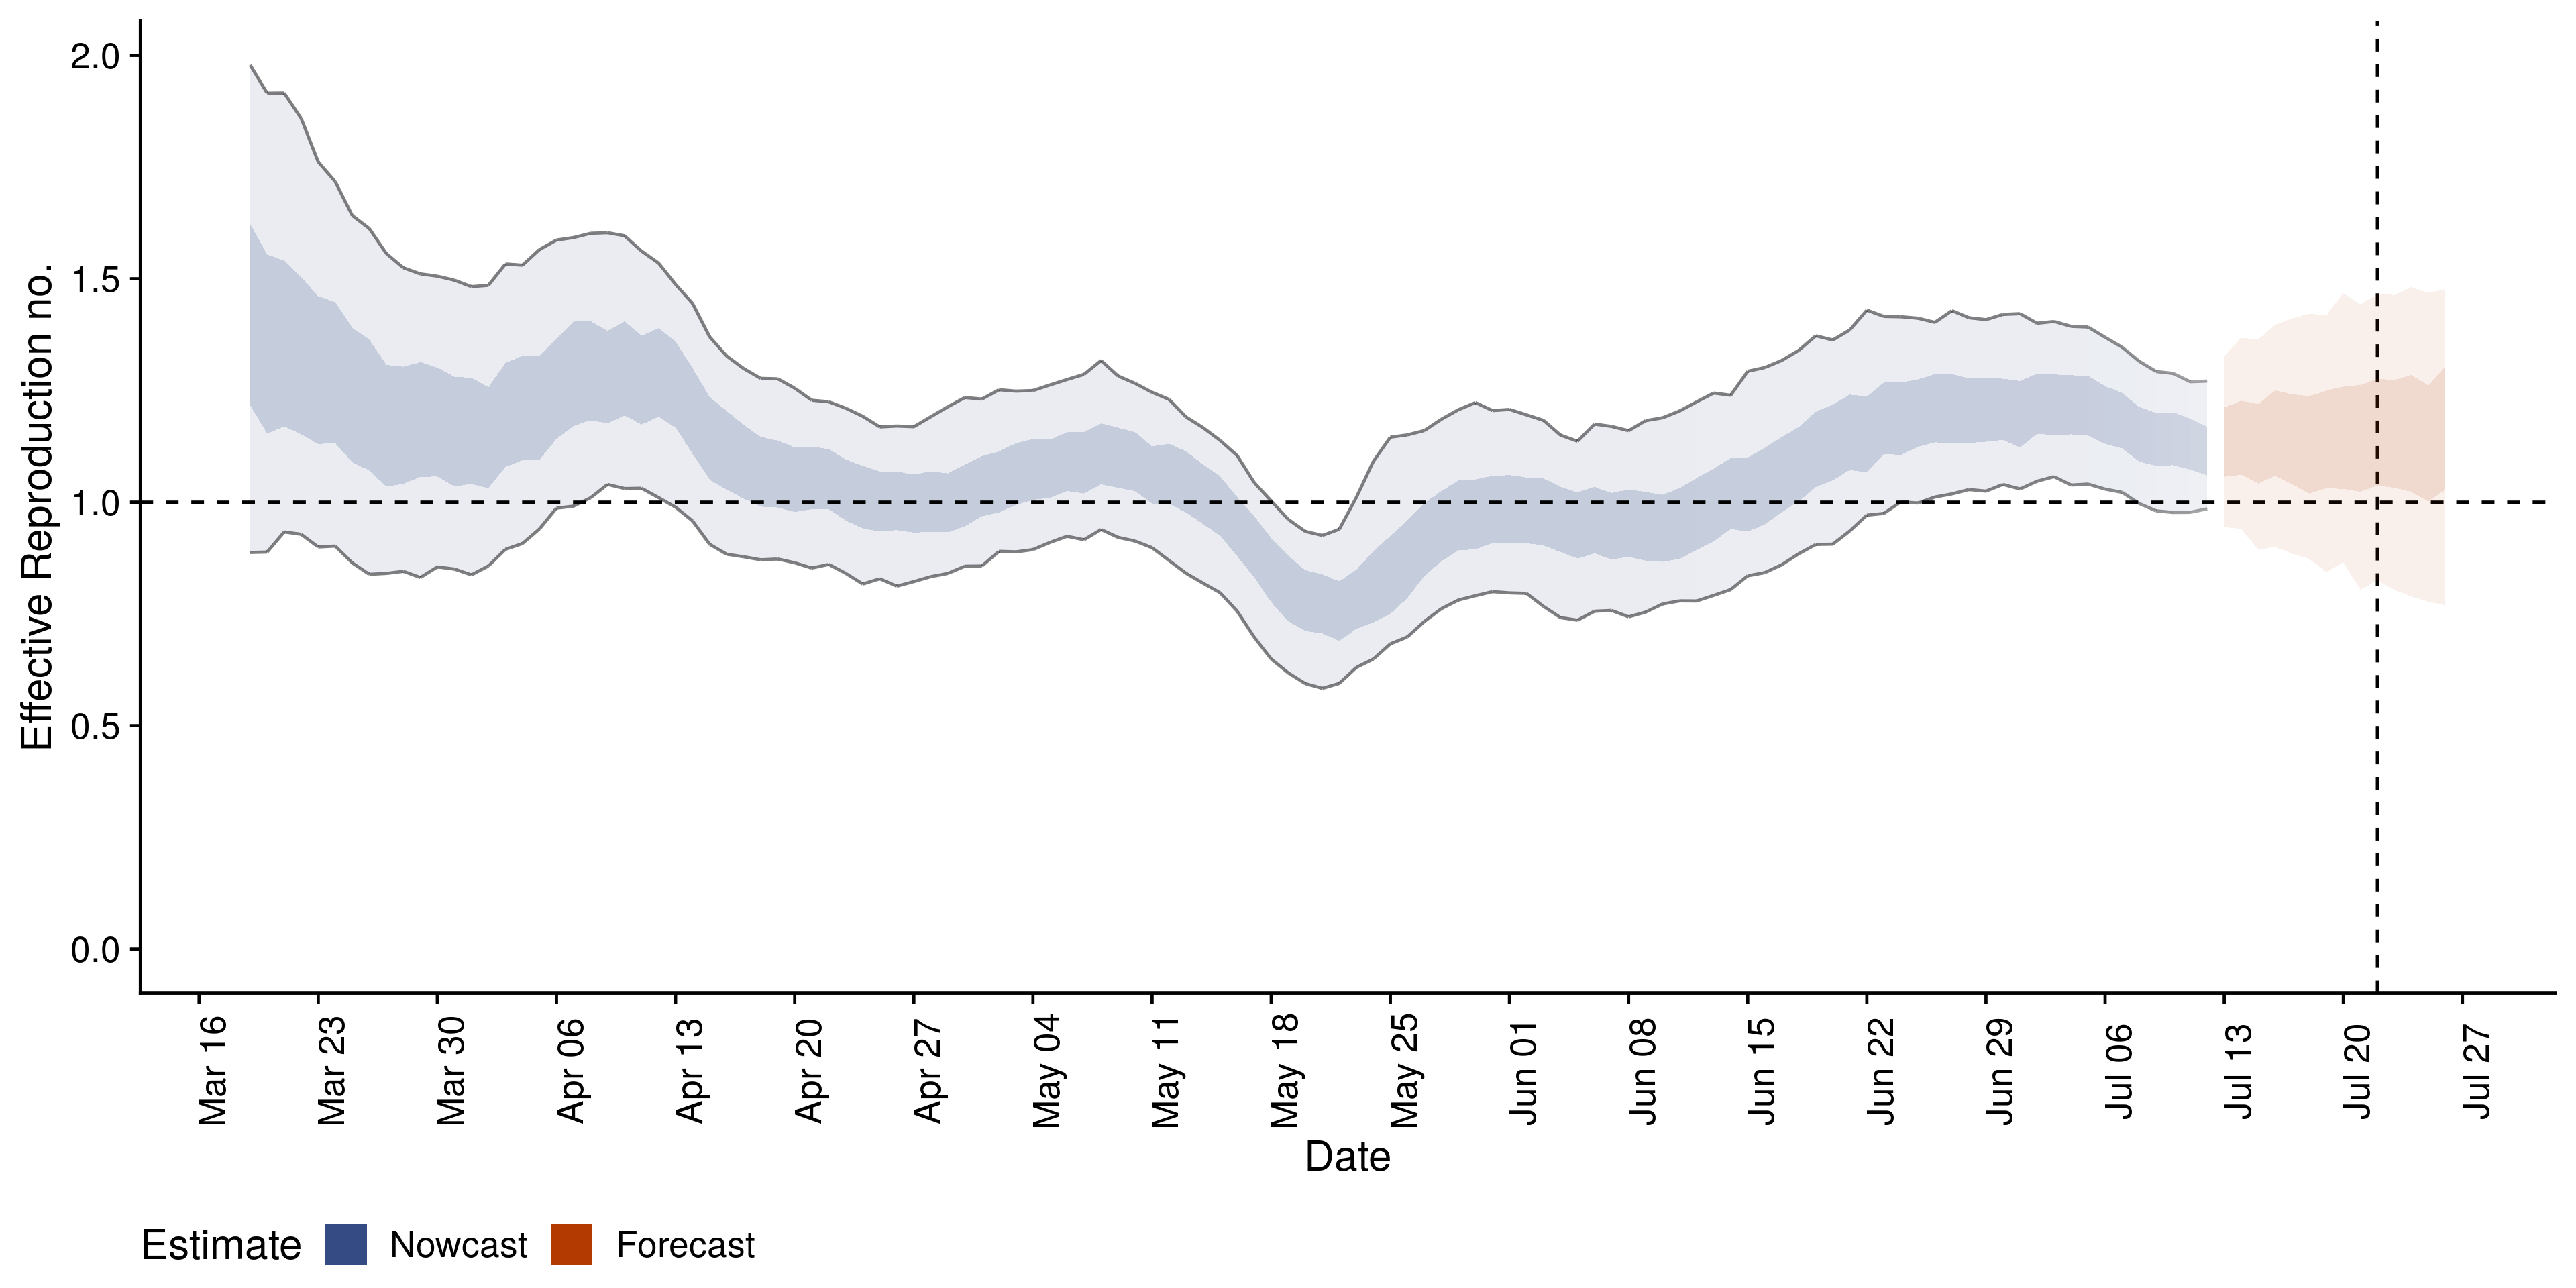 Effective Reproduction no.
2.0
1.5
1.0
0.5
0.0
Mar 16
Mar 23
Mar 30
Apr 06
Apr 13
Apr 20
Apr 27
May 04
May 11
May 18
May 25
Jun 01
Jun 08
Jun 15
Jun 22
Jun 29
Jul 06
Jul 13
Jul 20
Jul 27
Date
Estimate Nowcast Forecast